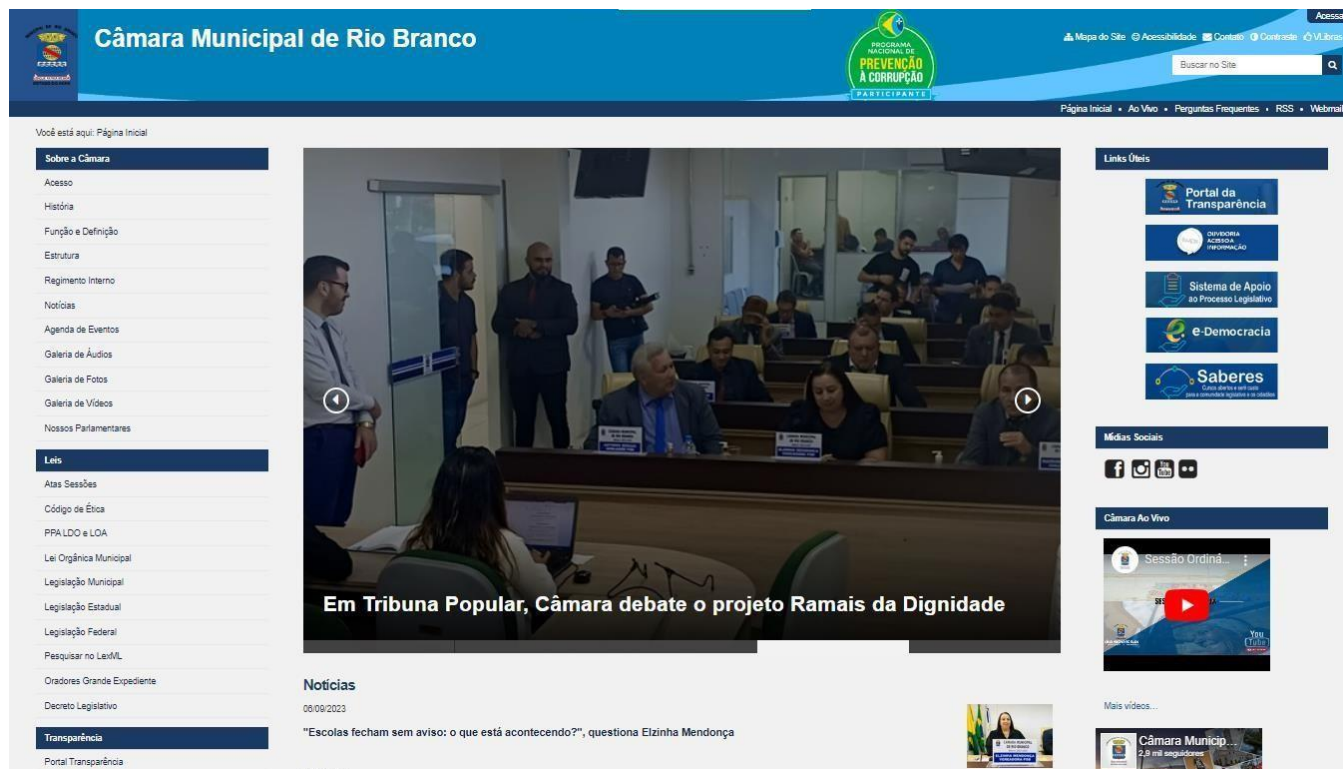 Acessa
Câmara Municipal de Rio Branco
PROGRAMA
NACIONAL DE
PREVENÇÃO
À CORRUPÇÃO
PARTICIPANTE
Mapa do Site Acessibilidade Contato Contraste VLibras
Buscar no Site
Página Inicial • Ao Vivo • Perguntas Frequentes • RSS • Webmail
Você está aqui: Página Inicial
Sobre a Câmara
Acesso
História
Função e Definição
Estrutura
Regimento Interno
Notícias
Agenda de Eventos
Galeria de Áudios
Galeria de Fotos
Galeria de Vídeos
Nossos Parlamentares
Leis
Atas Sessões
Código de Ética
PPA LDO e LOA
Lei Orgânica Municipal
Legislação Municipal
Legislação Estadual
Legislação Federal
Pesquisar no LexML
Oradores Grande Expediente
Decreto Legislativo
Transparência
Portal Transparência
Em Tribuna Popular, Câmara debate o projeto Ramais da Dignidade
Notícias
06/09/2023
"Escolas fecham sem aviso: o que está acontecendo?", questiona Elzinha Mendonça
Links Úteis
Portal da
Transparência
OUVIDORIA
ACESSO A
INFORMAÇÃO
Sistema de Apoio
ao Processo Legislativo
e-Democracia
Saberes
Mídias Sociais
Câmara Ao Vivo
Sessão Ordiná...
You
Tube
Mais vídeos...
Câmara Municip...
2,9 mil seguidores